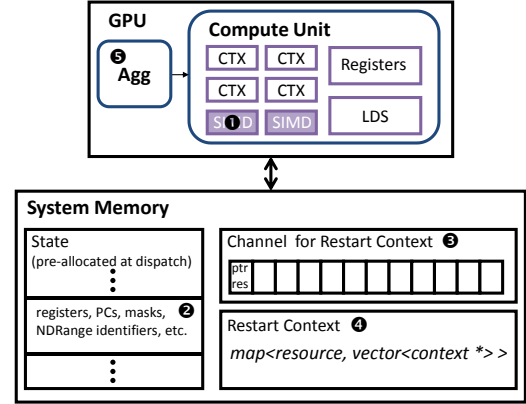 GPU
Compute Unit
❺
Agg
CTX CTX
CTX CTX
❶ SIMD
Registers
LDS
System Memory
State
(pre-allocated at dispatch)
registers, PCs, masks, ❷
NDRange identifiers, etc.
Channel for Restart Context ❸
ptr
res
Restart Context ❹
map<resource, vector<context *> >